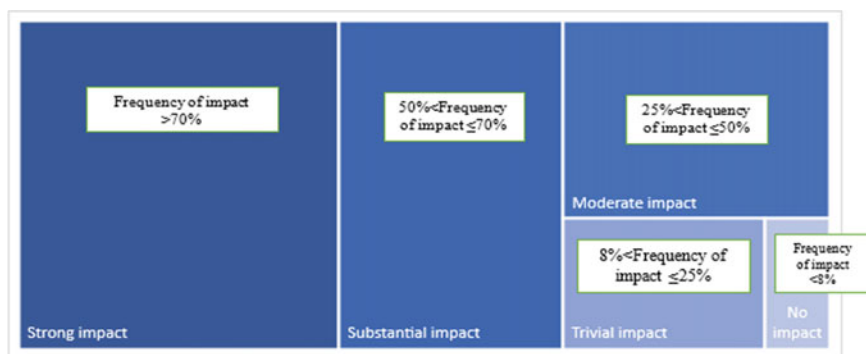 Frequency of impact
>70%
Strong impact
50%<Frequency
of impact ≤70%
Substantial impact
25%<Frequency
of impact ≤50%
Moderate impact
8%<Frequency of
impact ≤25%
Trivial impact
Frequency
of impact
<8%
No
impact